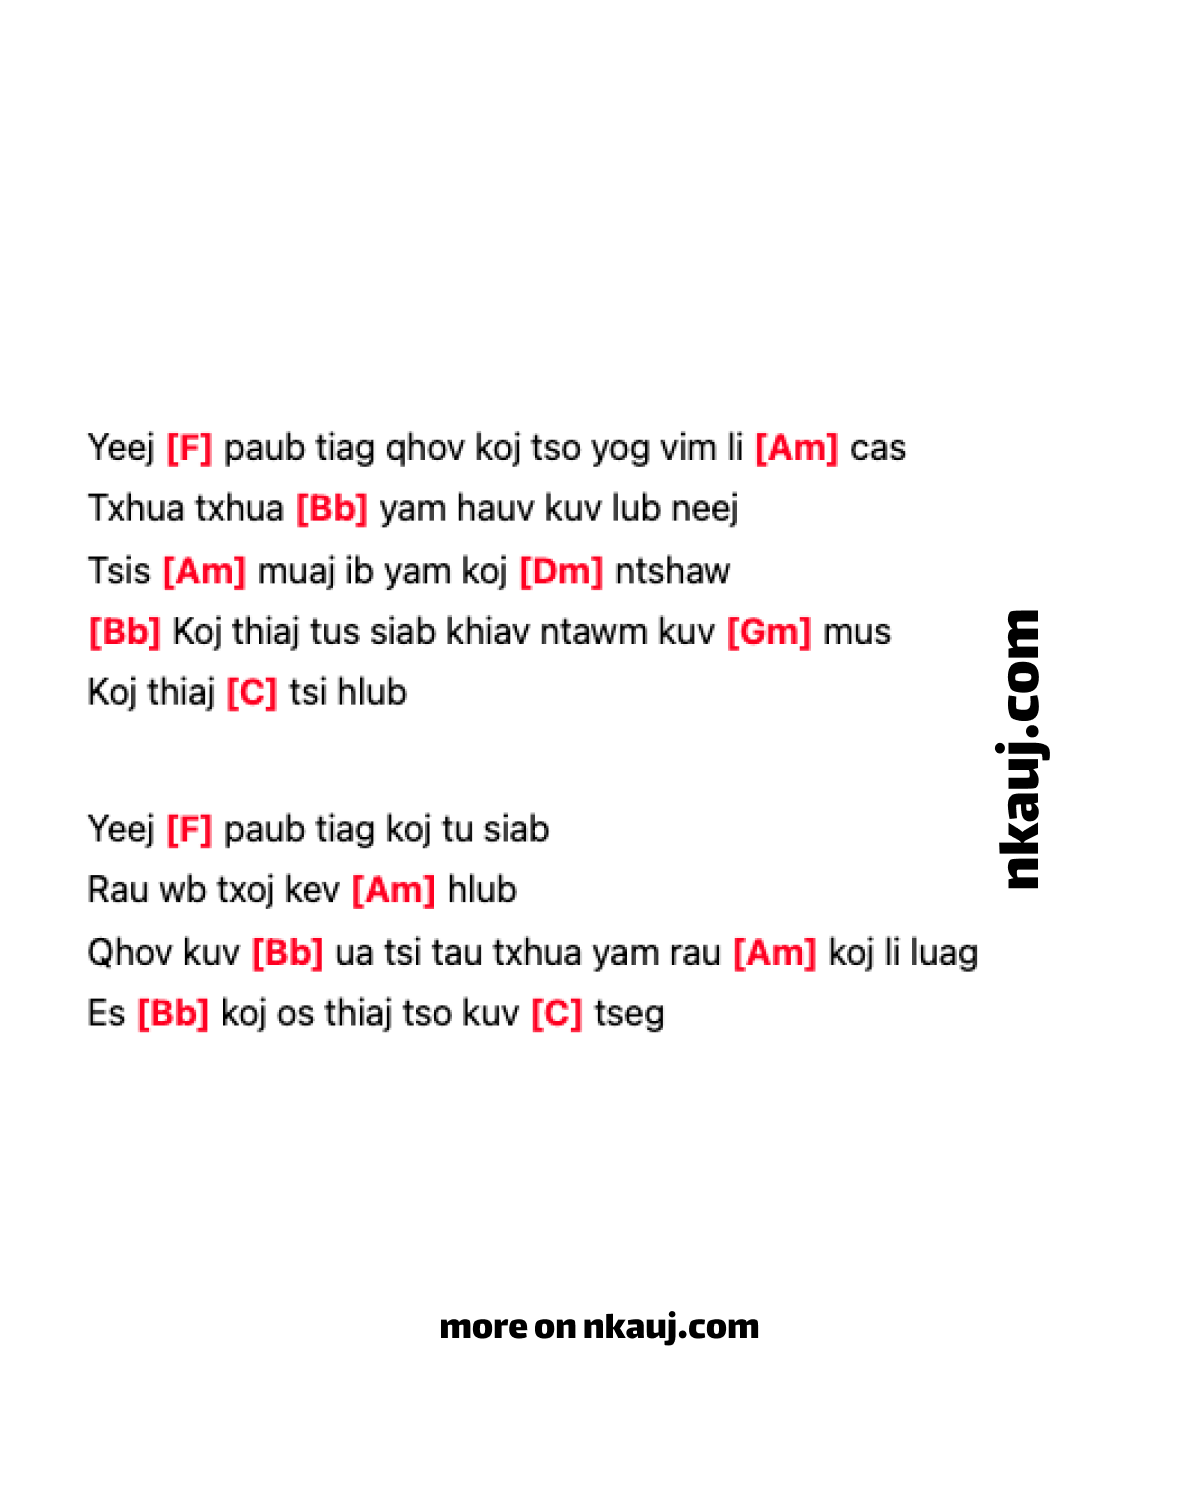 Yeej [F] paub tiag qhov koj tso yog vim li [Am] cas
Txhua txhua [Bb] yam hauv kuv lub neej
Tsis [Am] muaj ib yam koj [Dm] ntshaw
[Bb] Koj thiaj tus siab khiav ntawm kuv [Gm] mus
Koj thiaj [C] tsi hlub
Yeej [F] paub tiag koj tu siab
Rau wb txoj kev [Am] hlub
Qhov kuv [Bb] ua tsi tau txhua yam rau [Am] koj li luag
Es [Bb] koj os thiaj tso kuv [C] tseg
nkauj.com
more on nkauj.com